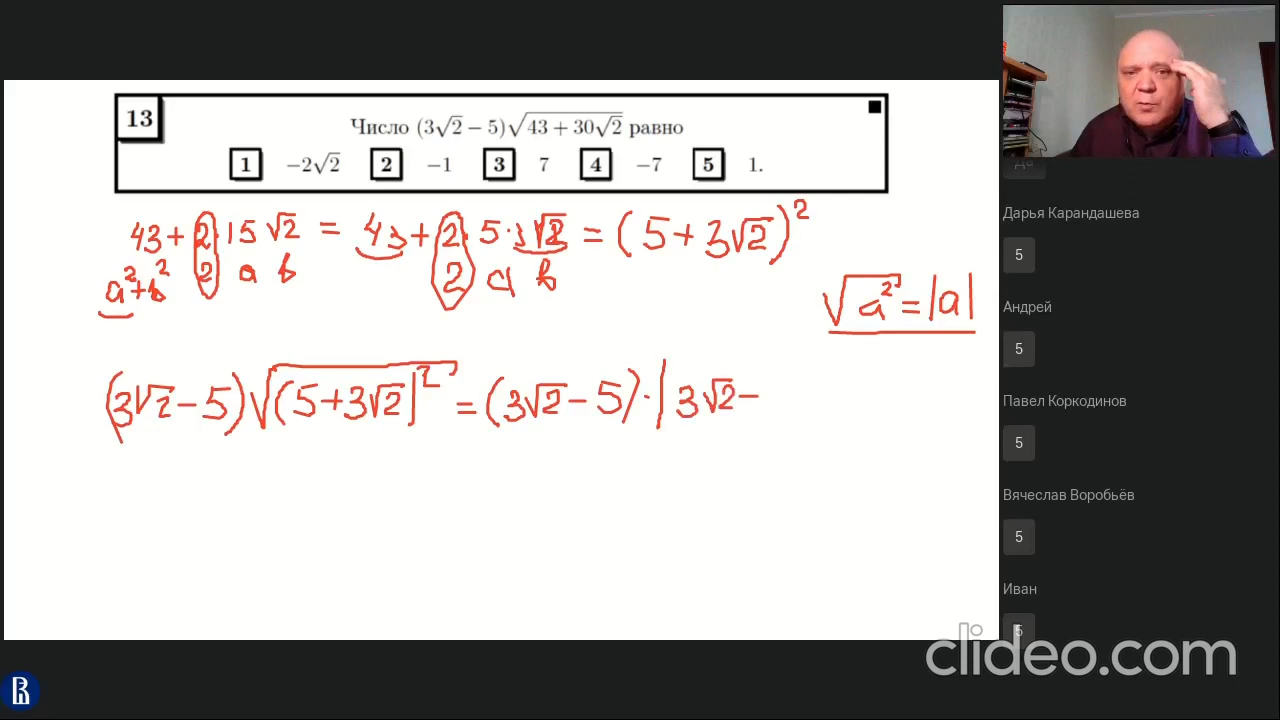 13
Число (3√2 − 5)√(43 + 30√2) равно
1 −2√2 2 −1 3 7 4 −7 5 1.
43 + 2·15√2 = 43 + 2·5·3√2 = (5 + 3√2)²
a² + b² 2 a b 2 a b
√a² = |a|
(3√2 − 5)√(5 + 3√2)² = (3√2 − 5)·|3√2 −
Да
Дарья Карандашева
5
Андрей
5
Павел Коркодинов
5
Вячеслав Воробьёв
5
Иван
5
clideo.com